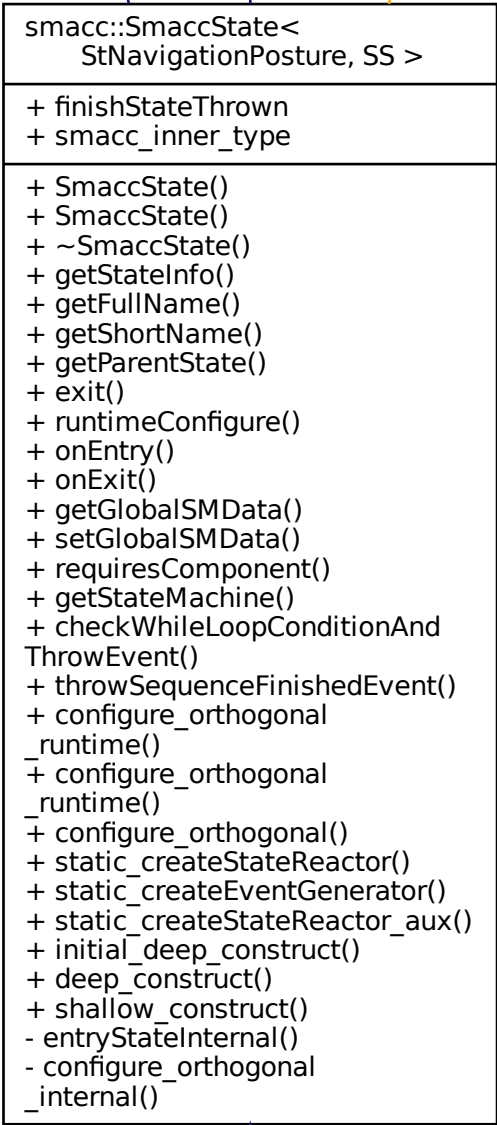 smacc::SmaccState<
StNavigationPosture, SS >
+ finishStateThrown
+ smacc_inner_type
+ SmaccState()
+ SmaccState()
+ ~SmaccState()
+ getStateInfo()
+ getFullName()
+ getShortName()
+ getParentState()
+ exit()
+ runtimeConfigure()
+ onEntry()
+ onExit()
+ getGlobalSMData()
+ setGlobalSMData()
+ requiresComponent()
+ getStateMachine()
+ checkWhileLoopConditionAnd
ThrowEvent()
+ throwSequenceFinishedEvent()
+ configure_orthogonal
_runtime()
+ configure_orthogonal
_runtime()
+ configure_orthogonal()
+ static_createStateReactor()
+ static_createEventGenerator()
+ static_createStateReactor_aux()
+ initial_deep_construct()
+ deep_construct()
+ shallow_construct()
- entryStateInternal()
- configure_orthogonal
_internal()